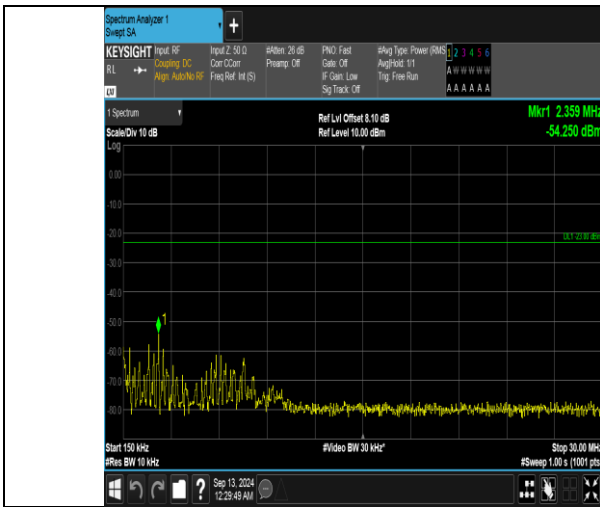 Spectrum Analyzer 1
Swept SA
+
KEYSIGHT Input: RF Input Z: 50 Ω #Atten: 26 dB PNO: Fast #Avg Type: Power (RMS 1 2 3 4 5 6
RL Coupling: DC Corr CCorr Preamp: Off Gate: Off Avg|Hold: 1/1 A W W W W W
Align: Auto/No RF Freq Ref: Int (S) IF Gain: Low Trig: Free Run
LXI Sig Track: Off A A A A A A
1 Spectrum
Scale/Div 10 dB
Ref Lvl Offset 8.10 dB
Ref Level 10.00 dBm
Mkr1 2.359 MHz
-54.250 dBm
Log
0.00
-10.0
-20.0
DL1 -23.00 dBm
-30.0
-40.0
-50.0
1
-60.0
-70.0
-80.0
Start 150 kHz #Video BW 30 kHz* Stop 30.00 MHz
#Res BW 10 kHz #Sweep 1.00 s (1001 pts
? Sep 13, 2024
12:29:49 AM